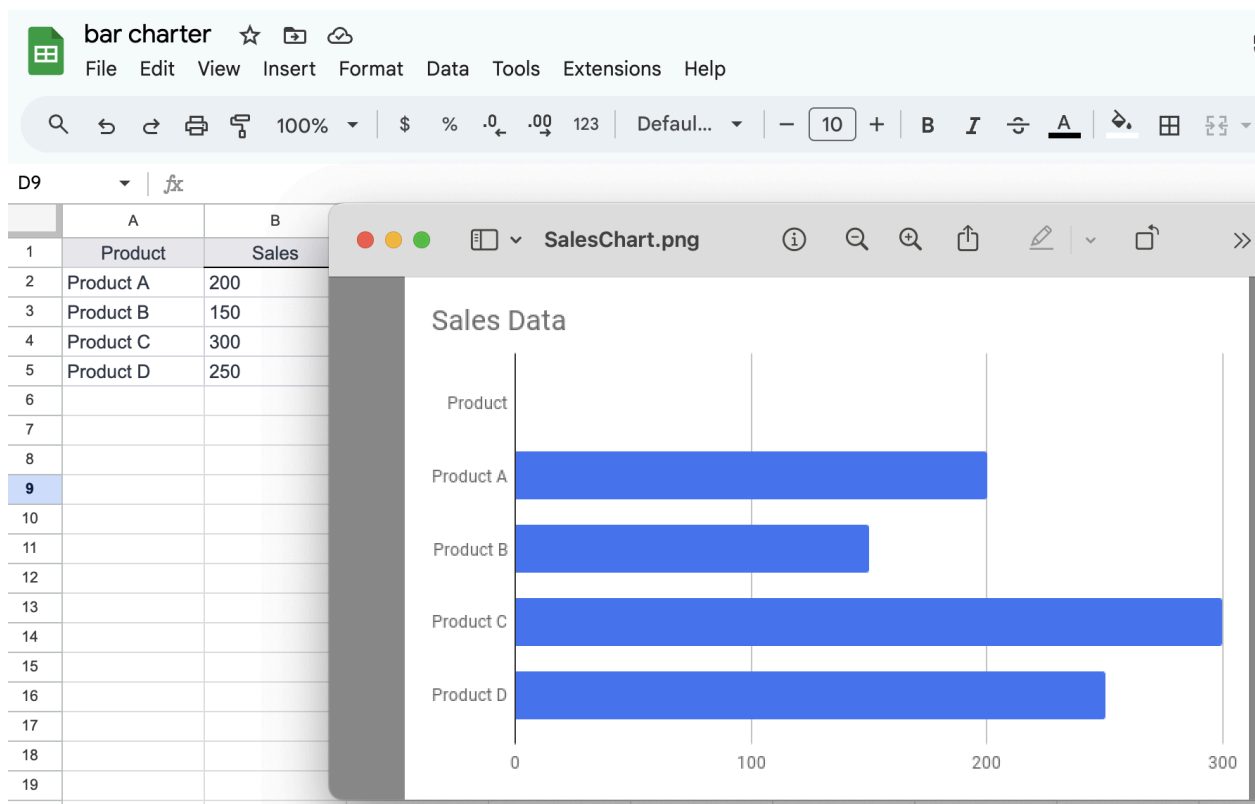 bar charter
File Edit View Insert Format Data Tools Extensions Help
100% $ % .0 .00 123 Defaul... − 10 + B I S A
D9 fx
A B
1 Product Sales
2 Product A 200
3 Product B 150
4 Product C 300
5 Product D 250
6
7
8
9
10
11
12
13
14
15
16
17
18
19
SalesChart.png
Sales Data
Product
Product A
Product B
Product C
Product D
0 100 200 300